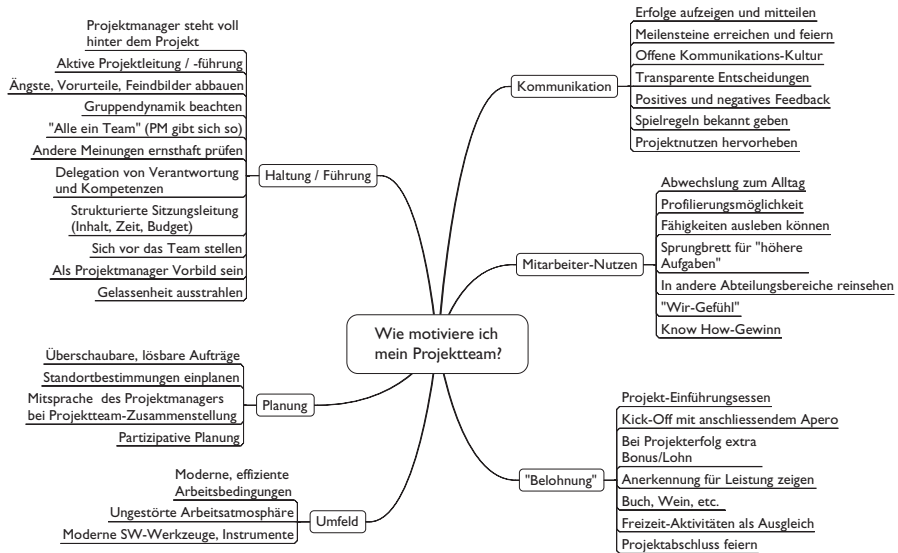 Wie motiviere ich
mein Projektteam?
Haltung / Führung
Projektmanager steht voll
hinter dem Projekt
Aktive Projektleitung / -führung
Ängste, Vorurteile, Feindbilder abbauen
Gruppendynamik beachten
"Alle ein Team" (PM gibt sich so)
Andere Meinungen ernsthaft prüfen
Delegation von Verantwortung
und Kompetenzen
Strukturierte Sitzungsleitung
(Inhalt, Zeit, Budget)
Sich vor das Team stellen
Als Projektmanager Vorbild sein
Gelassenheit ausstrahlen
Planung
Überschaubare, lösbare Aufträge
Standortbestimmungen einplanen
Mitsprache des Projektmanagers
bei Projektteam-Zusammenstellung
Partizipative Planung
Umfeld
Moderne, effiziente
Arbeitsbedingungen
Ungestörte Arbeitsatmosphäre
Moderne SW-Werkzeuge, Instrumente
Kommunikation
Erfolge aufzeigen und mitteilen
Meilensteine erreichen und feiern
Offene Kommunikations-Kultur
Transparente Entscheidungen
Positives und negatives Feedback
Spielregeln bekannt geben
Projektnutzen hervorheben
Mitarbeiter-Nutzen
Abwechslung zum Alltag
Profilierungsmöglichkeit
Fähigkeiten ausleben können
Sprungbrett für "höhere
Aufgaben"
In andere Abteilungsbereiche reinsehen
"Wir-Gefühl"
Know How-Gewinn
"Belohnung"
Projekt-Einführungsessen
Kick-Off mit anschliessendem Apero
Bei Projekterfolg extra
Bonus/Lohn
Anerkennung für Leistung zeigen
Buch, Wein, etc.
Freizeit-Aktivitäten als Ausgleich
Projektabschluss feiern